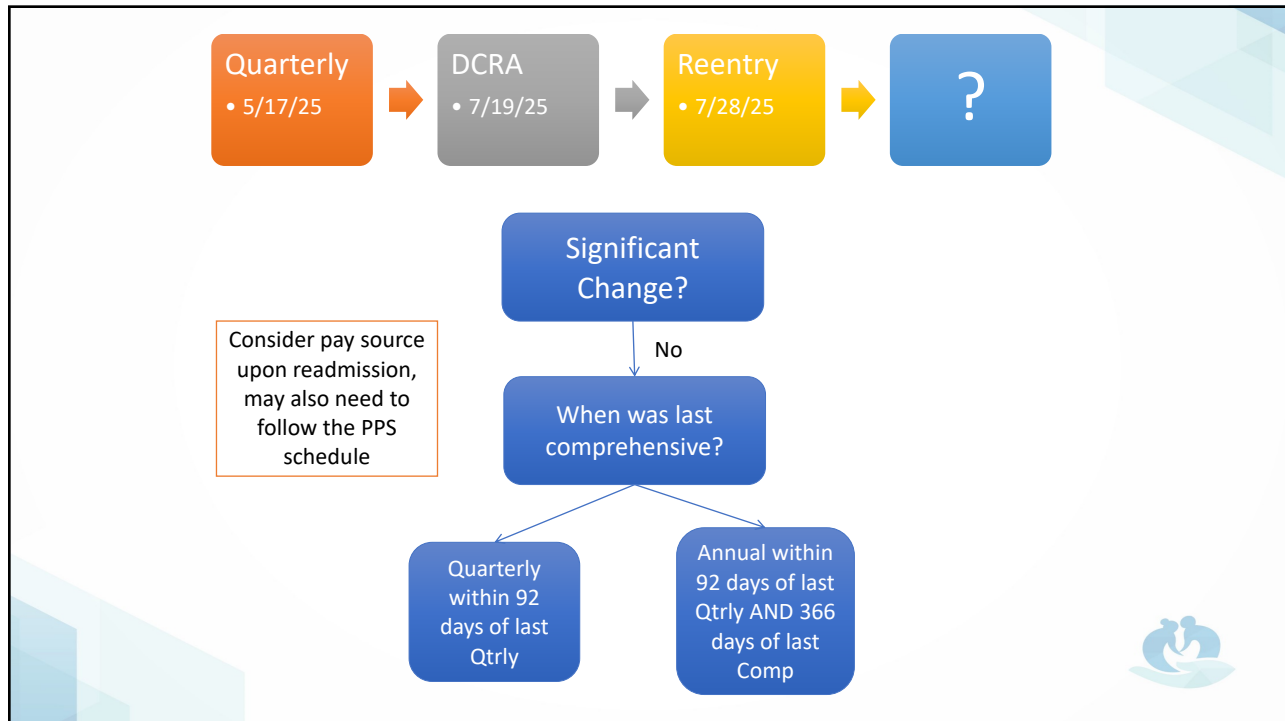 Quarterly
• 5/17/25
DCRA
• 7/19/25
Reentry
• 7/28/25
?
Significant
Change?
No
Consider pay source
upon readmission,
may also need to
follow the PPS
schedule
When was last
comprehensive?
Quarterly
within 92
days of last
Qtrly
Annual within
92 days of last
Qtrly AND 366
days of last
Comp